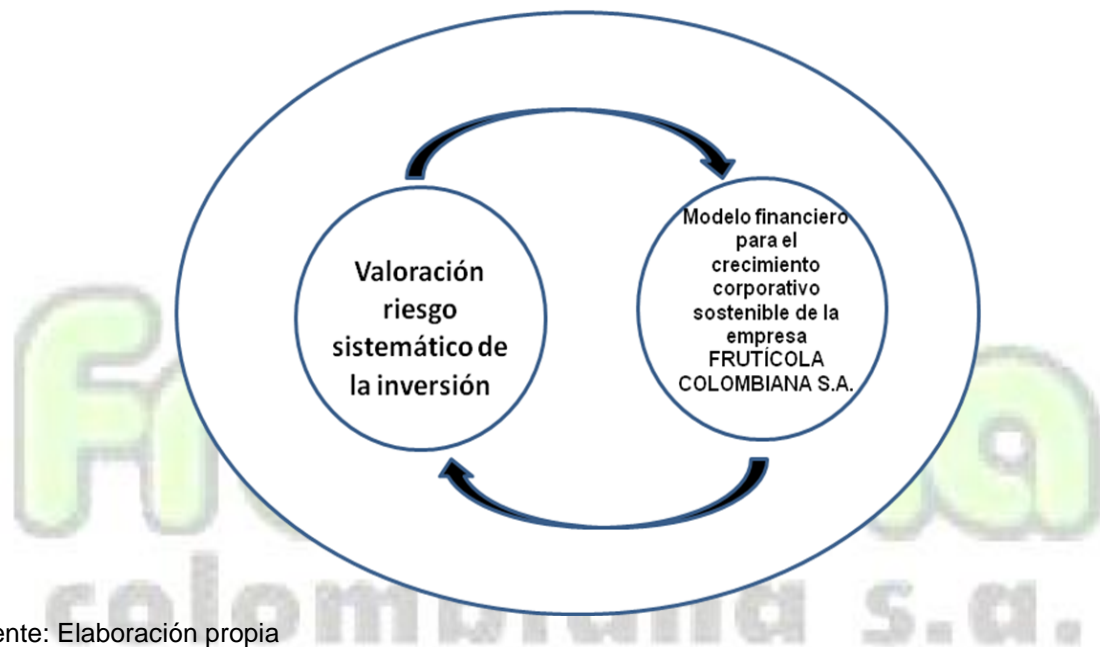 Valoración
riesgo
sistemático de
la inversión
Modelo financiero
para el
crecimiento
corporativo
sostenible de la
empresa
FRUTÍCOLA
COLOMBIANA S.A.
colombiana s.a.
ente: Elaboración propia